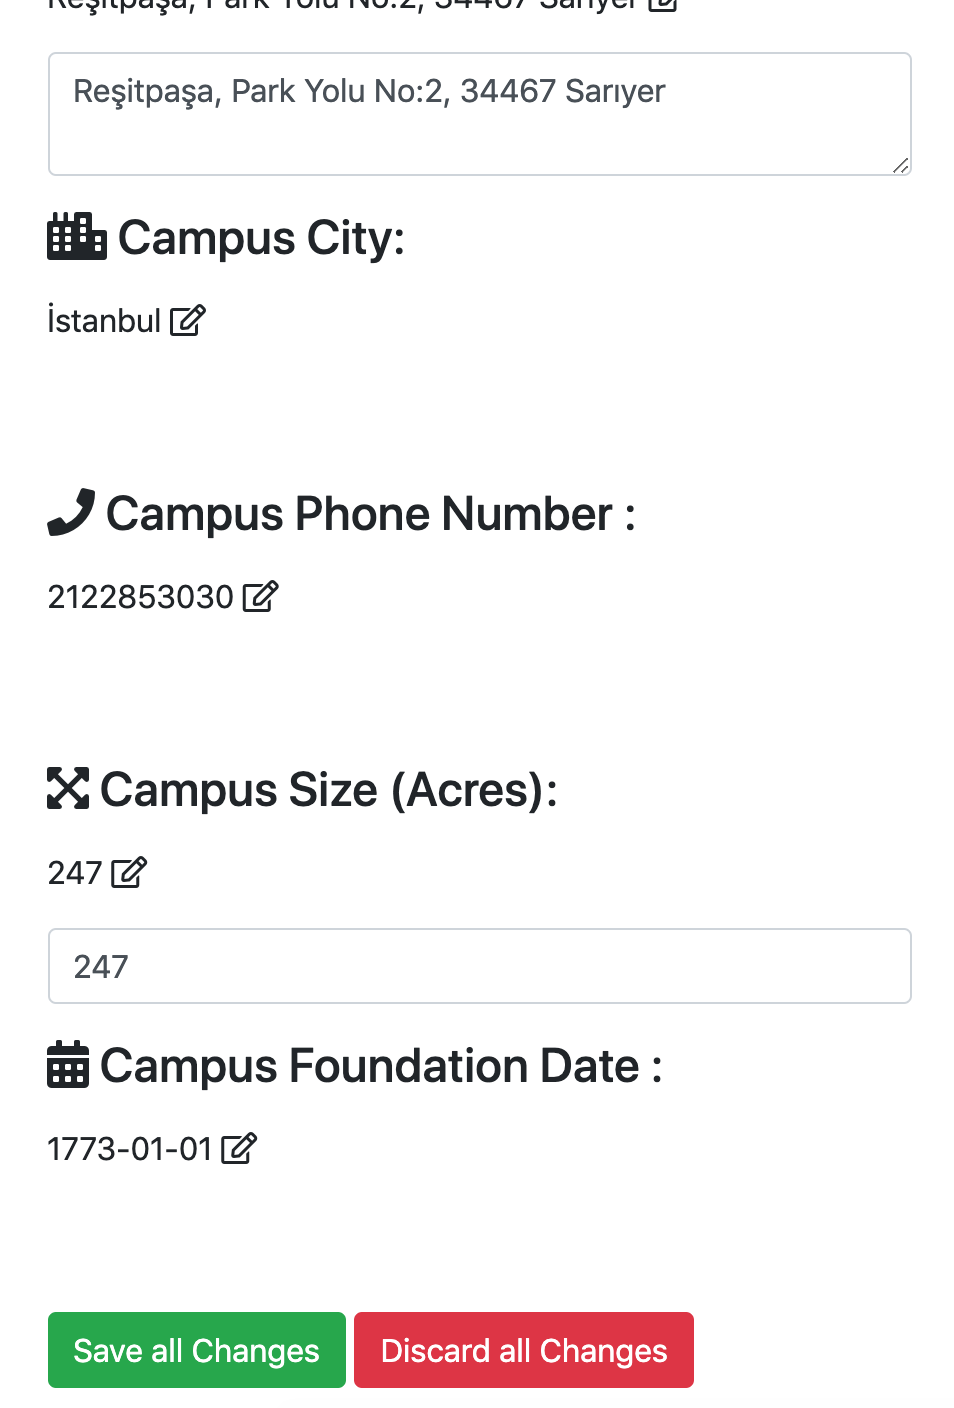 Reşitpaşa, Park Yolu No:2, 34467 Sarıyer
Reşitpaşa, Park Yolu No:2, 34467 Sarıyer
Campus City:
İstanbul
Campus Phone Number :
2122853030
Campus Size (Acres):
247
247
Campus Foundation Date :
1773-01-01
Save all Changes Discard all Changes